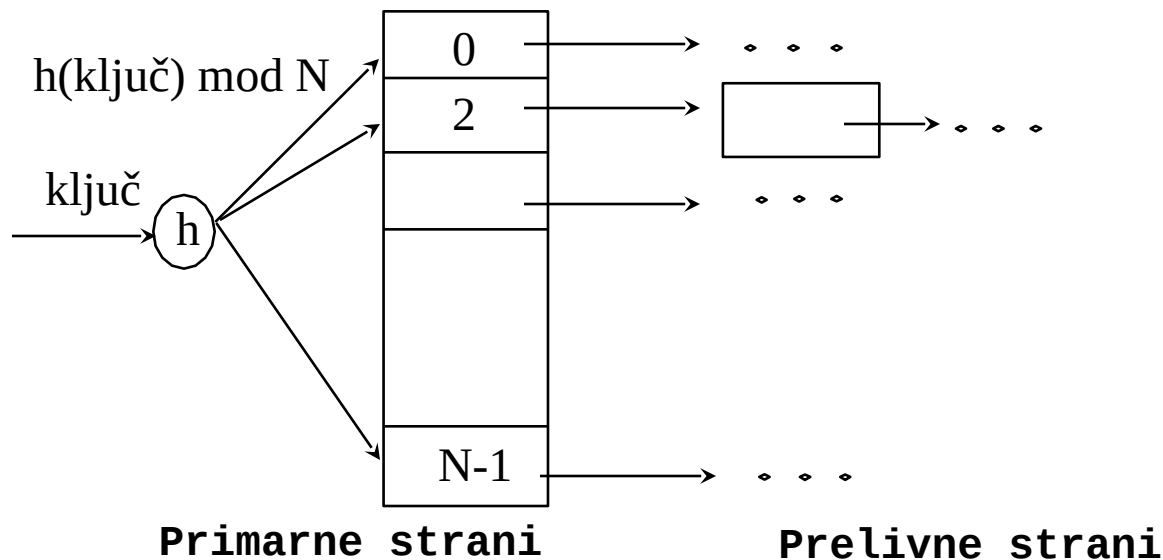 h(ključ) mod N
ključ
h
0
2
N-1
Primarne strani
Prelivne strani